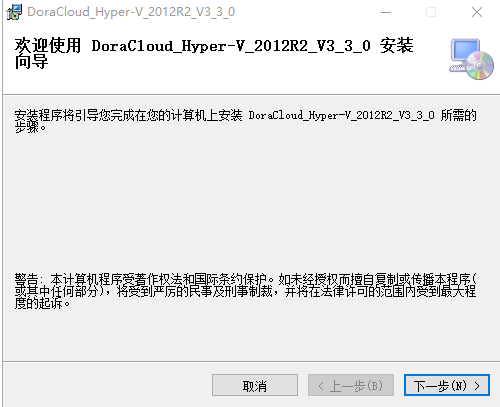 DoraCloud_Hyper-V_2012R2_V3_3_0
欢迎使用 DoraCloud_Hyper-V_2012R2_V3_3_0 安装
向导
安装程序将引导您完成在您的计算机上安装 DoraCloud_Hyper-V_2012R2_V3_3_0 所需的
步骤。
警告: 本计算机程序受著作权法和国际条约保护。如未经授权而擅自复制或传播本程序(
或其中任何部分)，将受到严厉的民事及刑事制裁，并将在法律许可的范围内受到最大程
度的起诉。
取消
< 上一步(B)
下一步(N) >